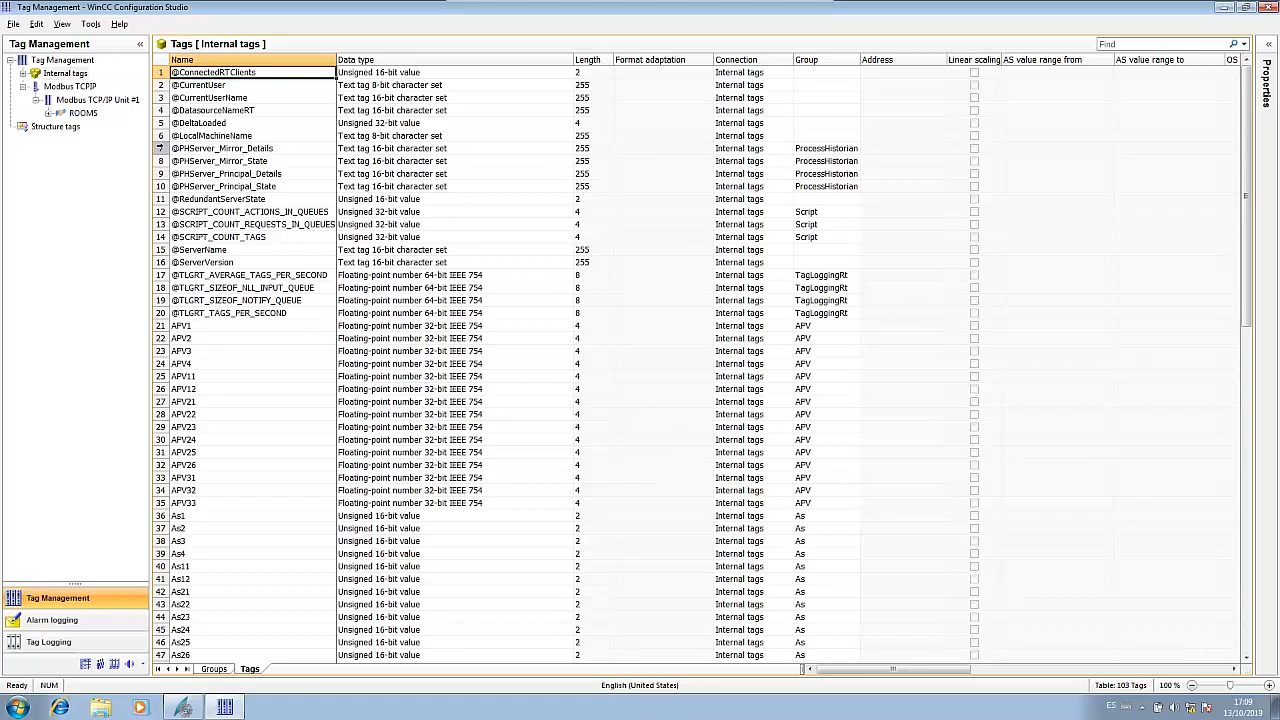 Tag Management - WinCC Configuration Studio
File Edit View Tools Help
Tag Management «
Tags [ Internal tags ]
Find
»
Properties
Tag Management
Internal tags
Modbus TCPIP
Modbus TCP/IP Unit #1
ROOMS
Structure tags
Name Data type Length Format adaptation Connection Group Address Linear scaling AS value range from AS value range to OS
1 @ConnectedRTClients Unsigned 16-bit value 2 Internal tags
2 @CurrentUser Text tag 8-bit character set 255 Internal tags
3 @CurrentUserName Text tag 16-bit character set 255 Internal tags
4 @DatasourceNameRT Text tag 16-bit character set 255 Internal tags
5 @DeltaLoaded Unsigned 32-bit value 4 Internal tags
6 @LocalMachineName Text tag 8-bit character set 255 Internal tags
7 @PHServer_Mirror_Details Text tag 16-bit character set 255 Internal tags ProcessHistorian
8 @PHServer_Mirror_State Text tag 16-bit character set 255 Internal tags ProcessHistorian
9 @PHServer_Principal_Details Text tag 16-bit character set 255 Internal tags ProcessHistorian
10 @PHServer_Principal_State Text tag 16-bit character set 255 Internal tags ProcessHistorian
11 @RedundantServerState Unsigned 16-bit value 2 Internal tags
12 @SCRIPT_COUNT_ACTIONS_IN_QUEUES Unsigned 32-bit value 4 Internal tags Script
13 @SCRIPT_COUNT_REQUESTS_IN_QUEUES Unsigned 32-bit value 4 Internal tags Script
14 @SCRIPT_COUNT_TAGS Unsigned 32-bit value 4 Internal tags Script
15 @ServerName Text tag 16-bit character set 255 Internal tags
16 @ServerVersion Text tag 16-bit character set 255 Internal tags
17 @TLGRT_AVERAGE_TAGS_PER_SECOND Floating-point number 64-bit IEEE 754 8 Internal tags TagLoggingRt
18 @TLGRT_SIZEOF_NLL_INPUT_QUEUE Floating-point number 64-bit IEEE 754 8 Internal tags TagLoggingRt
19 @TLGRT_SIZEOF_NOTIFY_QUEUE Floating-point number 64-bit IEEE 754 8 Internal tags TagLoggingRt
20 @TLGRT_TAGS_PER_SECOND Floating-point number 64-bit IEEE 754 8 Internal tags TagLoggingRt
21 APV1 Floating-point number 32-bit IEEE 754 4 Internal tags APV
22 APV2 Floating-point number 32-bit IEEE 754 4 Internal tags APV
23 APV3 Floating-point number 32-bit IEEE 754 4 Internal tags APV
24 APV4 Floating-point number 32-bit IEEE 754 4 Internal tags APV
25 APV11 Floating-point number 32-bit IEEE 754 4 Internal tags APV
26 APV12 Floating-point number 32-bit IEEE 754 4 Internal tags APV
27 APV21 Floating-point number 32-bit IEEE 754 4 Internal tags APV
28 APV22 Floating-point number 32-bit IEEE 754 4 Internal tags APV
29 APV23 Floating-point number 32-bit IEEE 754 4 Internal tags APV
30 APV24 Floating-point number 32-bit IEEE 754 4 Internal tags APV
31 APV25 Floating-point number 32-bit IEEE 754 4 Internal tags APV
32 APV26 Floating-point number 32-bit IEEE 754 4 Internal tags APV
33 APV31 Floating-point number 32-bit IEEE 754 4 Internal tags APV
34 APV32 Floating-point number 32-bit IEEE 754 4 Internal tags APV
35 APV33 Floating-point number 32-bit IEEE 754 4 Internal tags APV
36 As1 Unsigned 16-bit value 2 Internal tags As
37 As2 Unsigned 16-bit value 2 Internal tags As
38 As3 Unsigned 16-bit value 2 Internal tags As
39 As4 Unsigned 16-bit value 2 Internal tags As
40 As11 Unsigned 16-bit value 2 Internal tags As
41 As12 Unsigned 16-bit value 2 Internal tags As
42 As21 Unsigned 16-bit value 2 Internal tags As
43 As22 Unsigned 16-bit value 2 Internal tags As
44 As23 Unsigned 16-bit value 2 Internal tags As
45 As24 Unsigned 16-bit value 2 Internal tags As
46 As25 Unsigned 16-bit value 2 Internal tags As
47 As26 Unsigned 16-bit value 2 Internal tags As
Tag Management
Alarm logging
Tag Logging
Groups Tags
Ready NUM English (United States) Table: 103 Tags 100 %
ES 17:09
13/10/2019